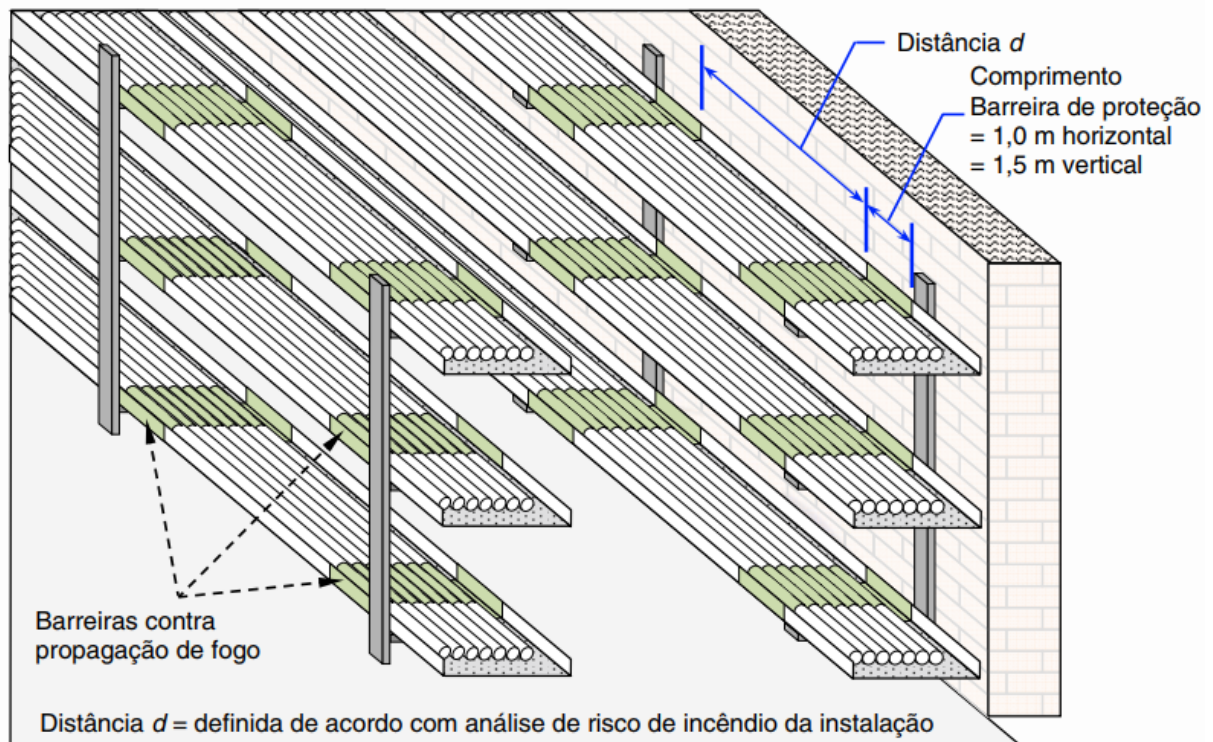 Distância d
Comprimento
Barreira de proteção
= 1,0 m horizontal
= 1,5 m vertical
Barreiras contra
propagação de fogo
Distância d = definida de acordo com análise de risco de incêndio da instalação